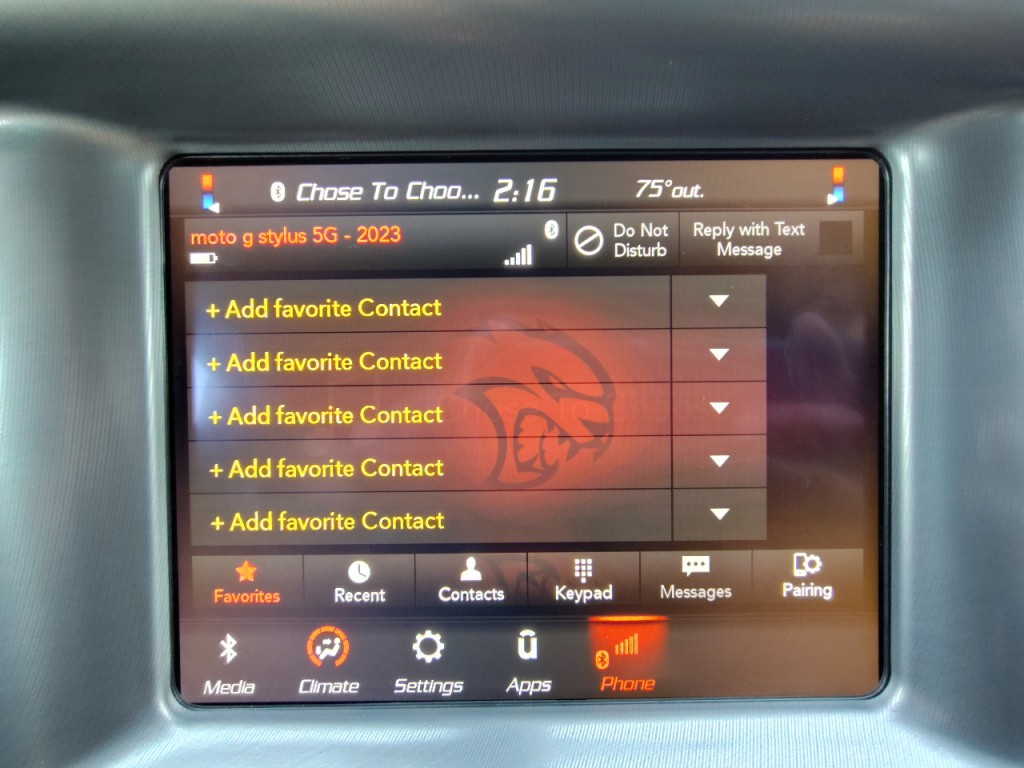 Chose To Choo... 2:16 75° out.
moto g stylus 5G - 2023
Do Not
Disturb
Reply with Text
Message
+ Add favorite Contact
+ Add favorite Contact
+ Add favorite Contact
+ Add favorite Contact
+ Add favorite Contact
Favorites Recent Contacts Keypad Messages Pairing
Media Climate Settings Apps Phone